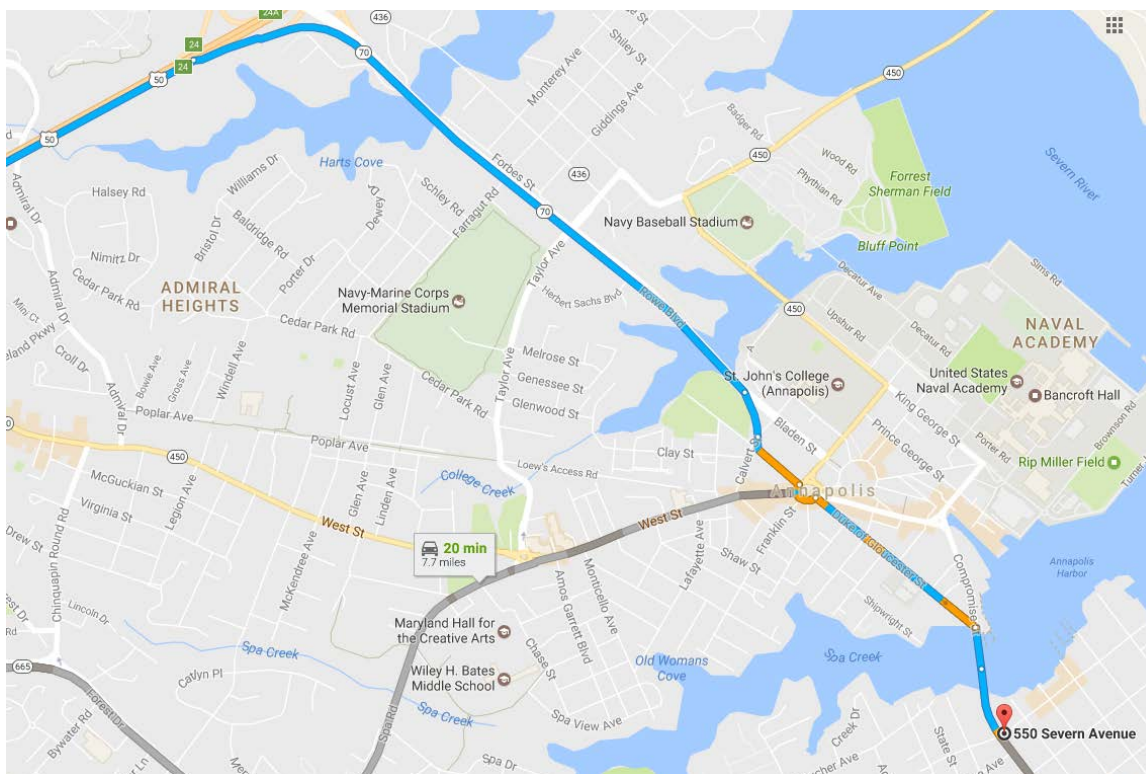 24A
436
24
24
50
70
50
Shiley St
Monterey Ave
Giddings Ave
450
Badger Rd
450
Wood Rd
Phythian Rd
Forrest
Sherman Field
Severn River
Harts Cove
Williams Dr
Halsey Rd
Admiral Dr
Dewey Dr
Schley Rd
Farragut Rd
Forbes St
436
70
Navy Baseball Stadium
Bluff Point
Bristol Dr
Baldridge Rd
Nimitz Dr
Porter Dr
Cedar Park Rd
ADMIRAL
HEIGHTS
Navy-Marine Corps
Memorial Stadium
Taylor Ave
Herbert Sachs Blvd
Rowe Blvd
Decatur Ave
Sims Rd
450
Upshur Rd
Decatur Rd
NAVAL
ACADEMY
Mini Ct
Admiral Dr
Croll Dr
Cedar Park Rd
Bowie Ave
Gross Ave
Windell Ave
Locust Ave
Glen Ave
Cedar Park Rd
Taylor Ave
Melrose St
Genessee St
Glenwood St
St. John's College
(Annapolis)
United States
Naval Academy
Bancroft Hall
King George St
Prince George St
Porter Rd
Brownson Rd
Rip Miller Field
Poplar Ave
Poplar Ave
450
Loew's Access Rd
Clay St
Calvert St
Bladen St
Annapolis
College Creek
McGuckian St
Virginia St
Legion Ave
Glen Ave
Linden Ave
West St
West St
Franklin St
Lafayette Ave
Shaw St
Duke of Gloucester St
Compromise St
Annapolis
Harbor
Drew St
Chinquapin Round Rd
McKendree Ave
20 min
7.7 miles
Amos Garrett Blvd
Monticello Ave
Shipwright St
Lincoln Dr
Maryland Hall for
the Creative Arts
Chase St
Wiley H. Bates
Middle School
Spa Creek
Spa Creek
Old Womans
Cove
Spa Creek
665
Forest Dr
Catlyn Pl
Bywater Rd
Spa Rd
Spa View Ave
Spa Dr
Creek Dr
State St
550 Severn Avenue